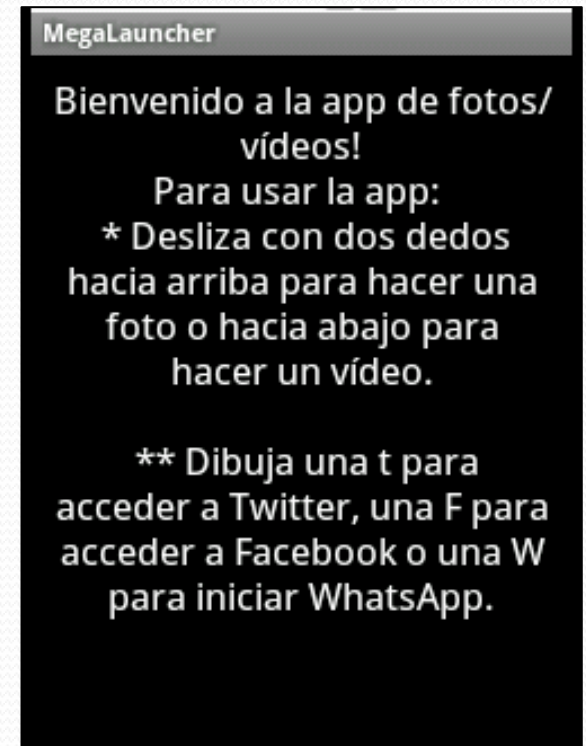 MegaLauncher
Bienvenido a la app de fotos/
vídeos!
Para usar la app:
* Desliza con dos dedos
hacia arriba para hacer una
foto o hacia abajo para
hacer un vídeo.
** Dibuja una t para
acceder a Twitter, una F para
acceder a Facebook o una W
para iniciar WhatsApp.